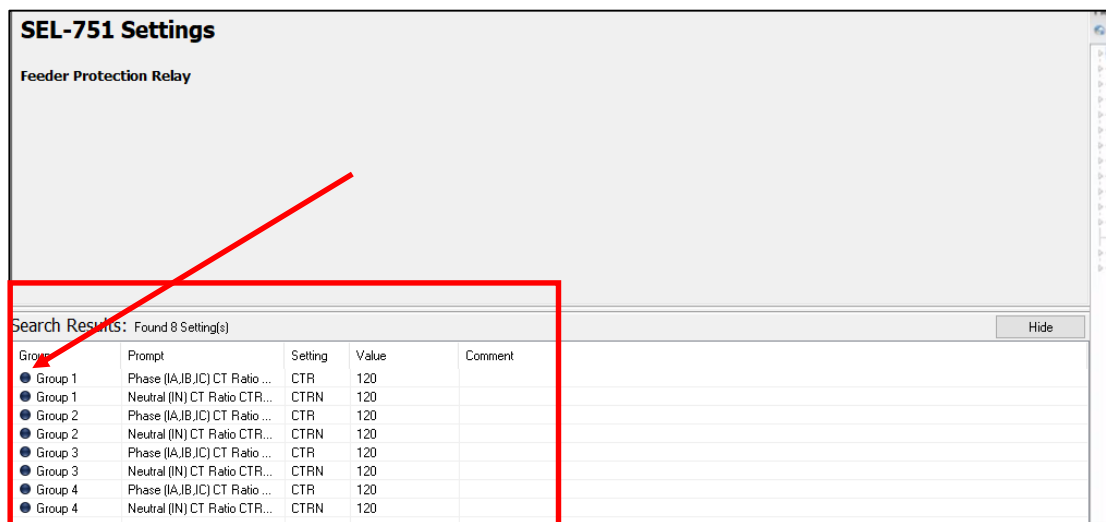 SEL-751 Settings
Feeder Protection Relay
Search Results: Found 8 Setting(s)
Hide
Group Prompt Setting Value Comment
Group 1 Phase (IA,IB,IC) CT Ratio ... CTR 120
Group 1 Neutral (IN) CT Ratio CTR... CTRN 120
Group 2 Phase (IA,IB,IC) CT Ratio ... CTR 120
Group 2 Neutral (IN) CT Ratio CTR... CTRN 120
Group 3 Phase (IA,IB,IC) CT Ratio ... CTR 120
Group 3 Neutral (IN) CT Ratio CTR... CTRN 120
Group 4 Phase (IA,IB,IC) CT Ratio ... CTR 120
Group 4 Neutral (IN) CT Ratio CTR... CTRN 120